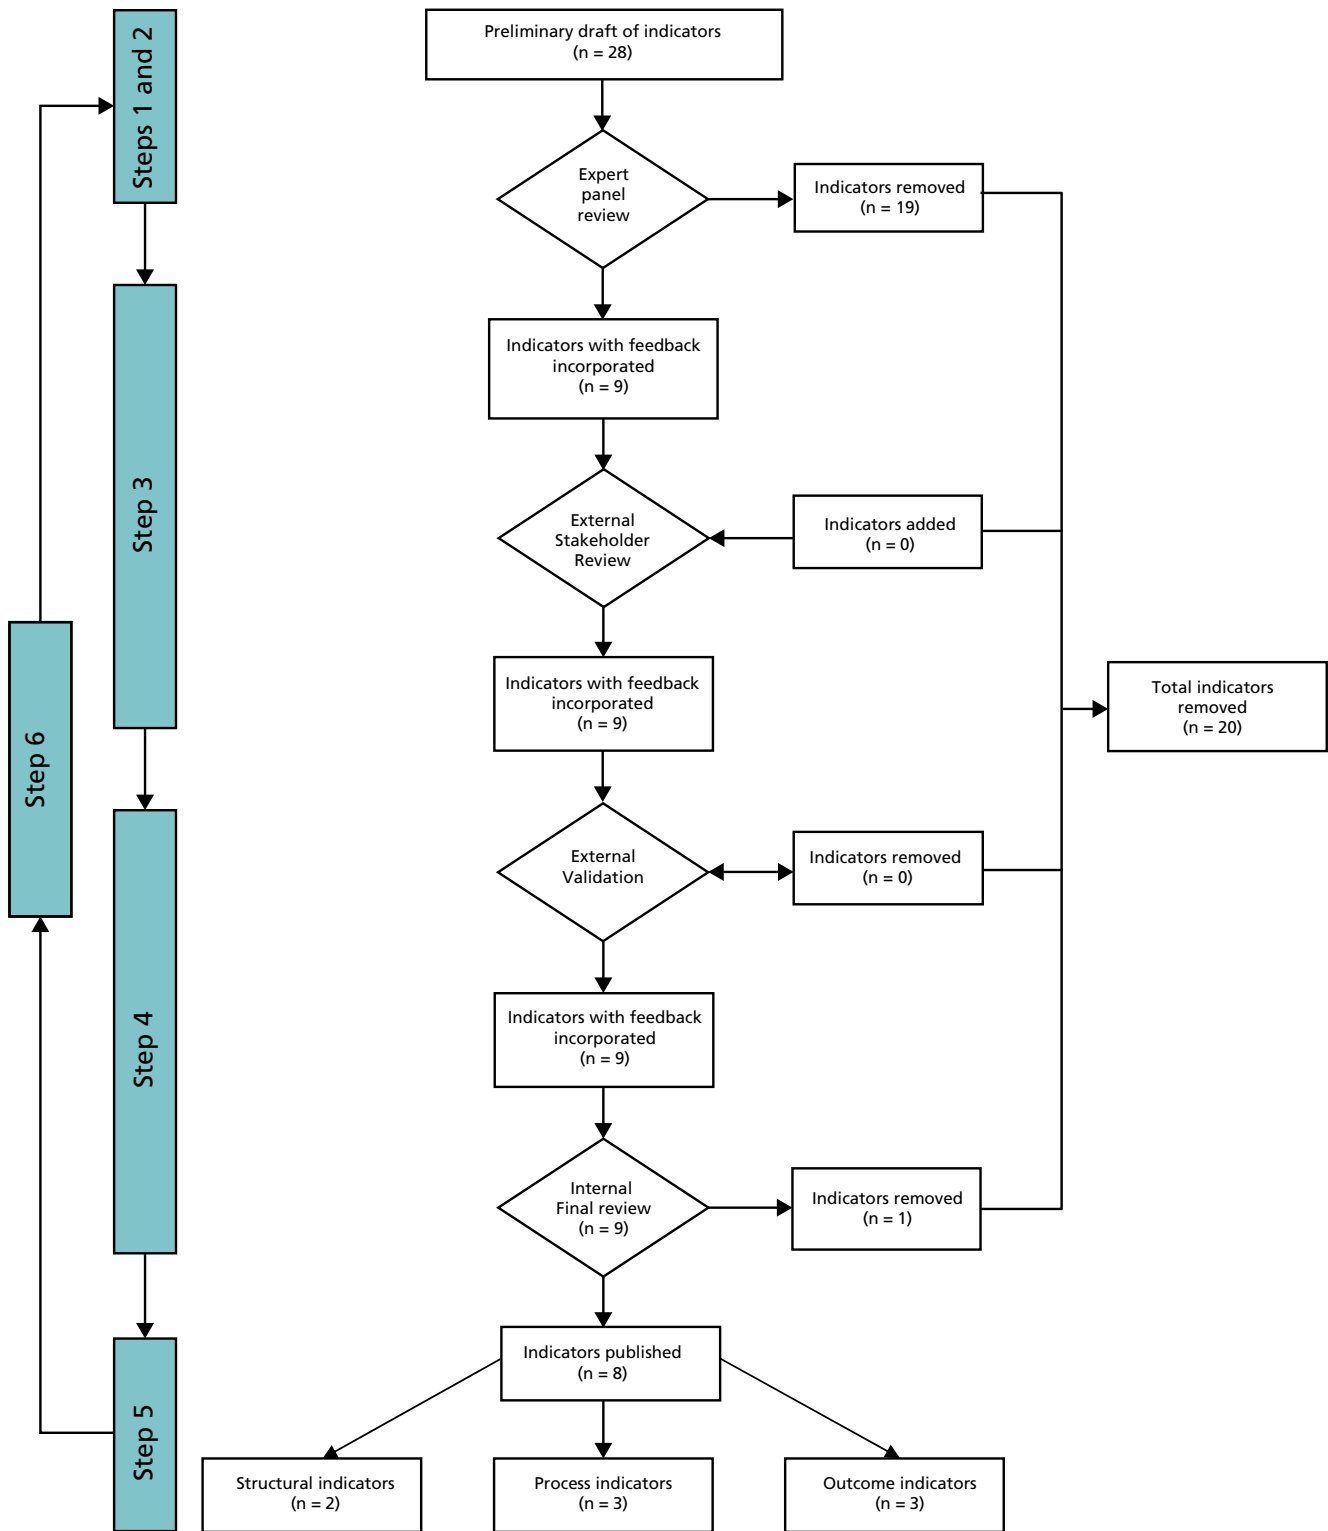 Steps 1 and 2
Step 3
Step 6
Step 4
Step 5
Preliminary draft of indicators
(n = 28)
Expert
panel
review
Indicators removed
(n = 19)
Indicators with feedback
incorporated
(n = 9)
External
Stakeholder
Review
Indicators added
(n = 0)
Indicators with feedback
incorporated
(n = 9)
Total indicators
removed
(n = 20)
External
Validation
Indicators removed
(n = 0)
Indicators with feedback
incorporated
(n = 9)
Internal
Final review
(n = 9)
Indicators removed
(n = 1)
Indicators published
(n = 8)
Structural indicators
(n = 2)
Process indicators
(n = 3)
Outcome indicators
(n = 3)